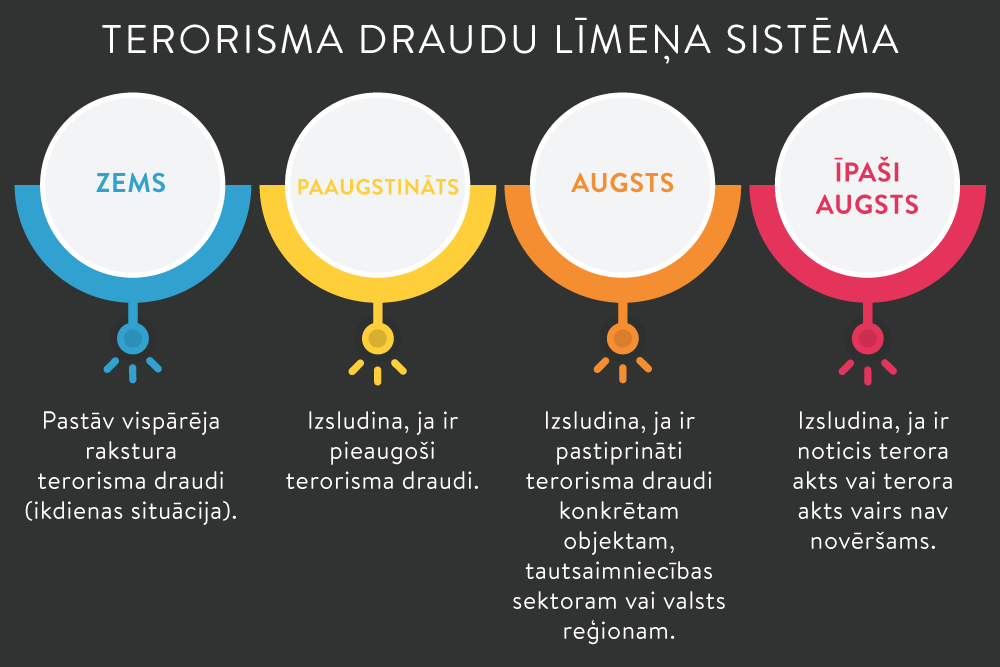 TERORISMA DRAUDU LĪMEŅA SISTĒMA
ZEMS
Pastāv vispārēja
rakstura
terorisma draudi
(ikdienas situācija).
PAAUGSTINĀTS
Izsludina, ja ir
pieaugoši
terorisma draudi.
AUGSTS
Izsludina, ja ir
pastiprināti
terorisma draudi
konkrētam
objektam,
tautsaimniecības
sektoram vai valsts
reģionam.
ĪPAŠI
AUGSTS
Izsludina, ja ir
noticis terora
akts vai terora
akts vairs nav
novēršams.